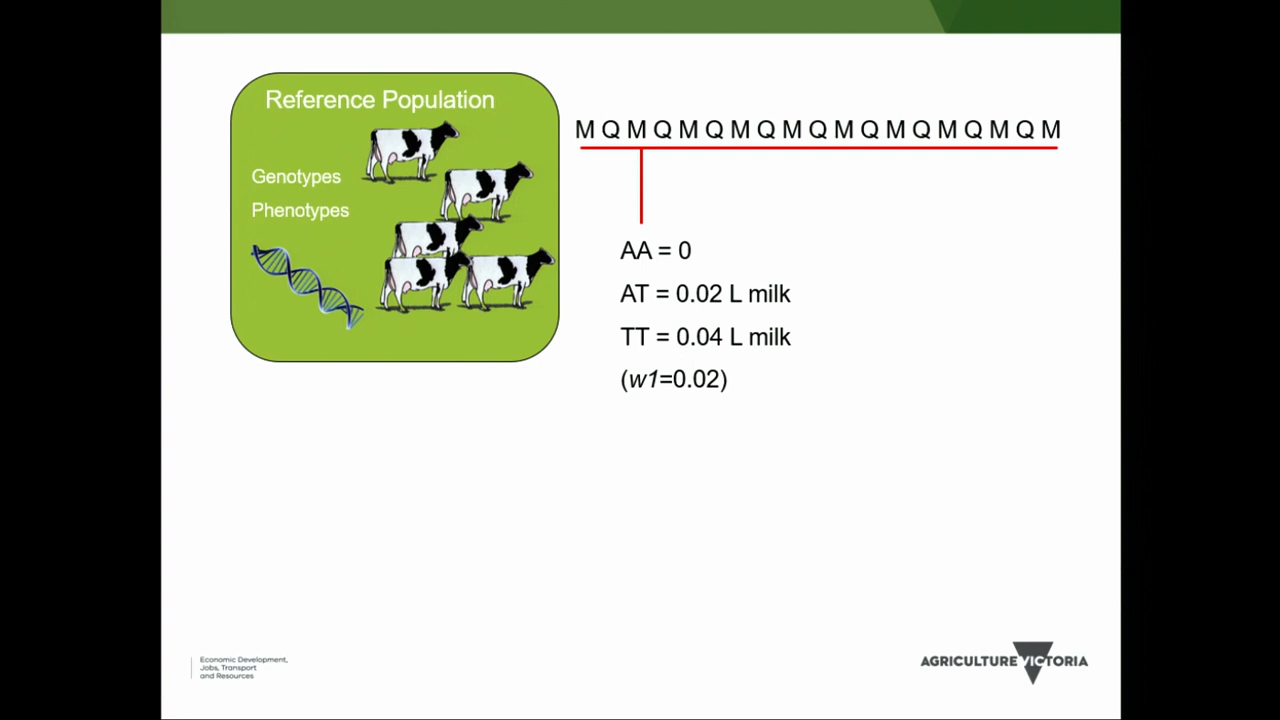 Reference Population
Genotypes
Phenotypes
M Q M Q M Q M Q M Q M Q M Q M Q M Q M
AA = 0
AT = 0.02 L milk
TT = 0.04 L milk
(w1=0.02)
Economic Development,
Jobs, Transport
and Resources
AGRICULTURE VICTORIA